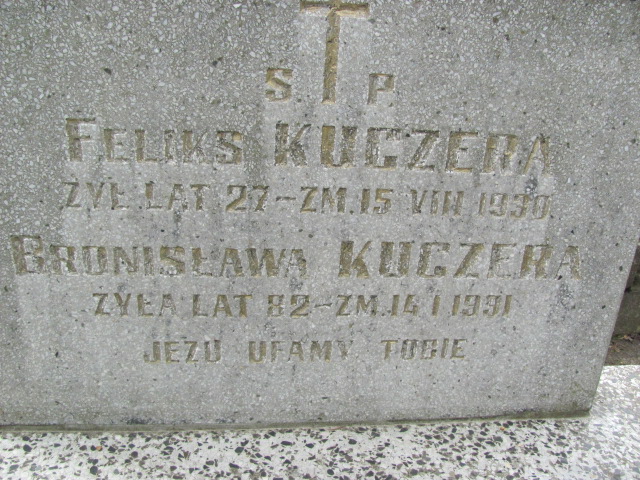 Ś P
FELIKS KUCZERA
ŻYŁ LAT 27 - ZM. 15 VIII 1930
BRONISŁAWA KUCZERA
ŻYŁA LAT 82 - ZM. 14 I 1991
JEZU UFAMY TOBIE